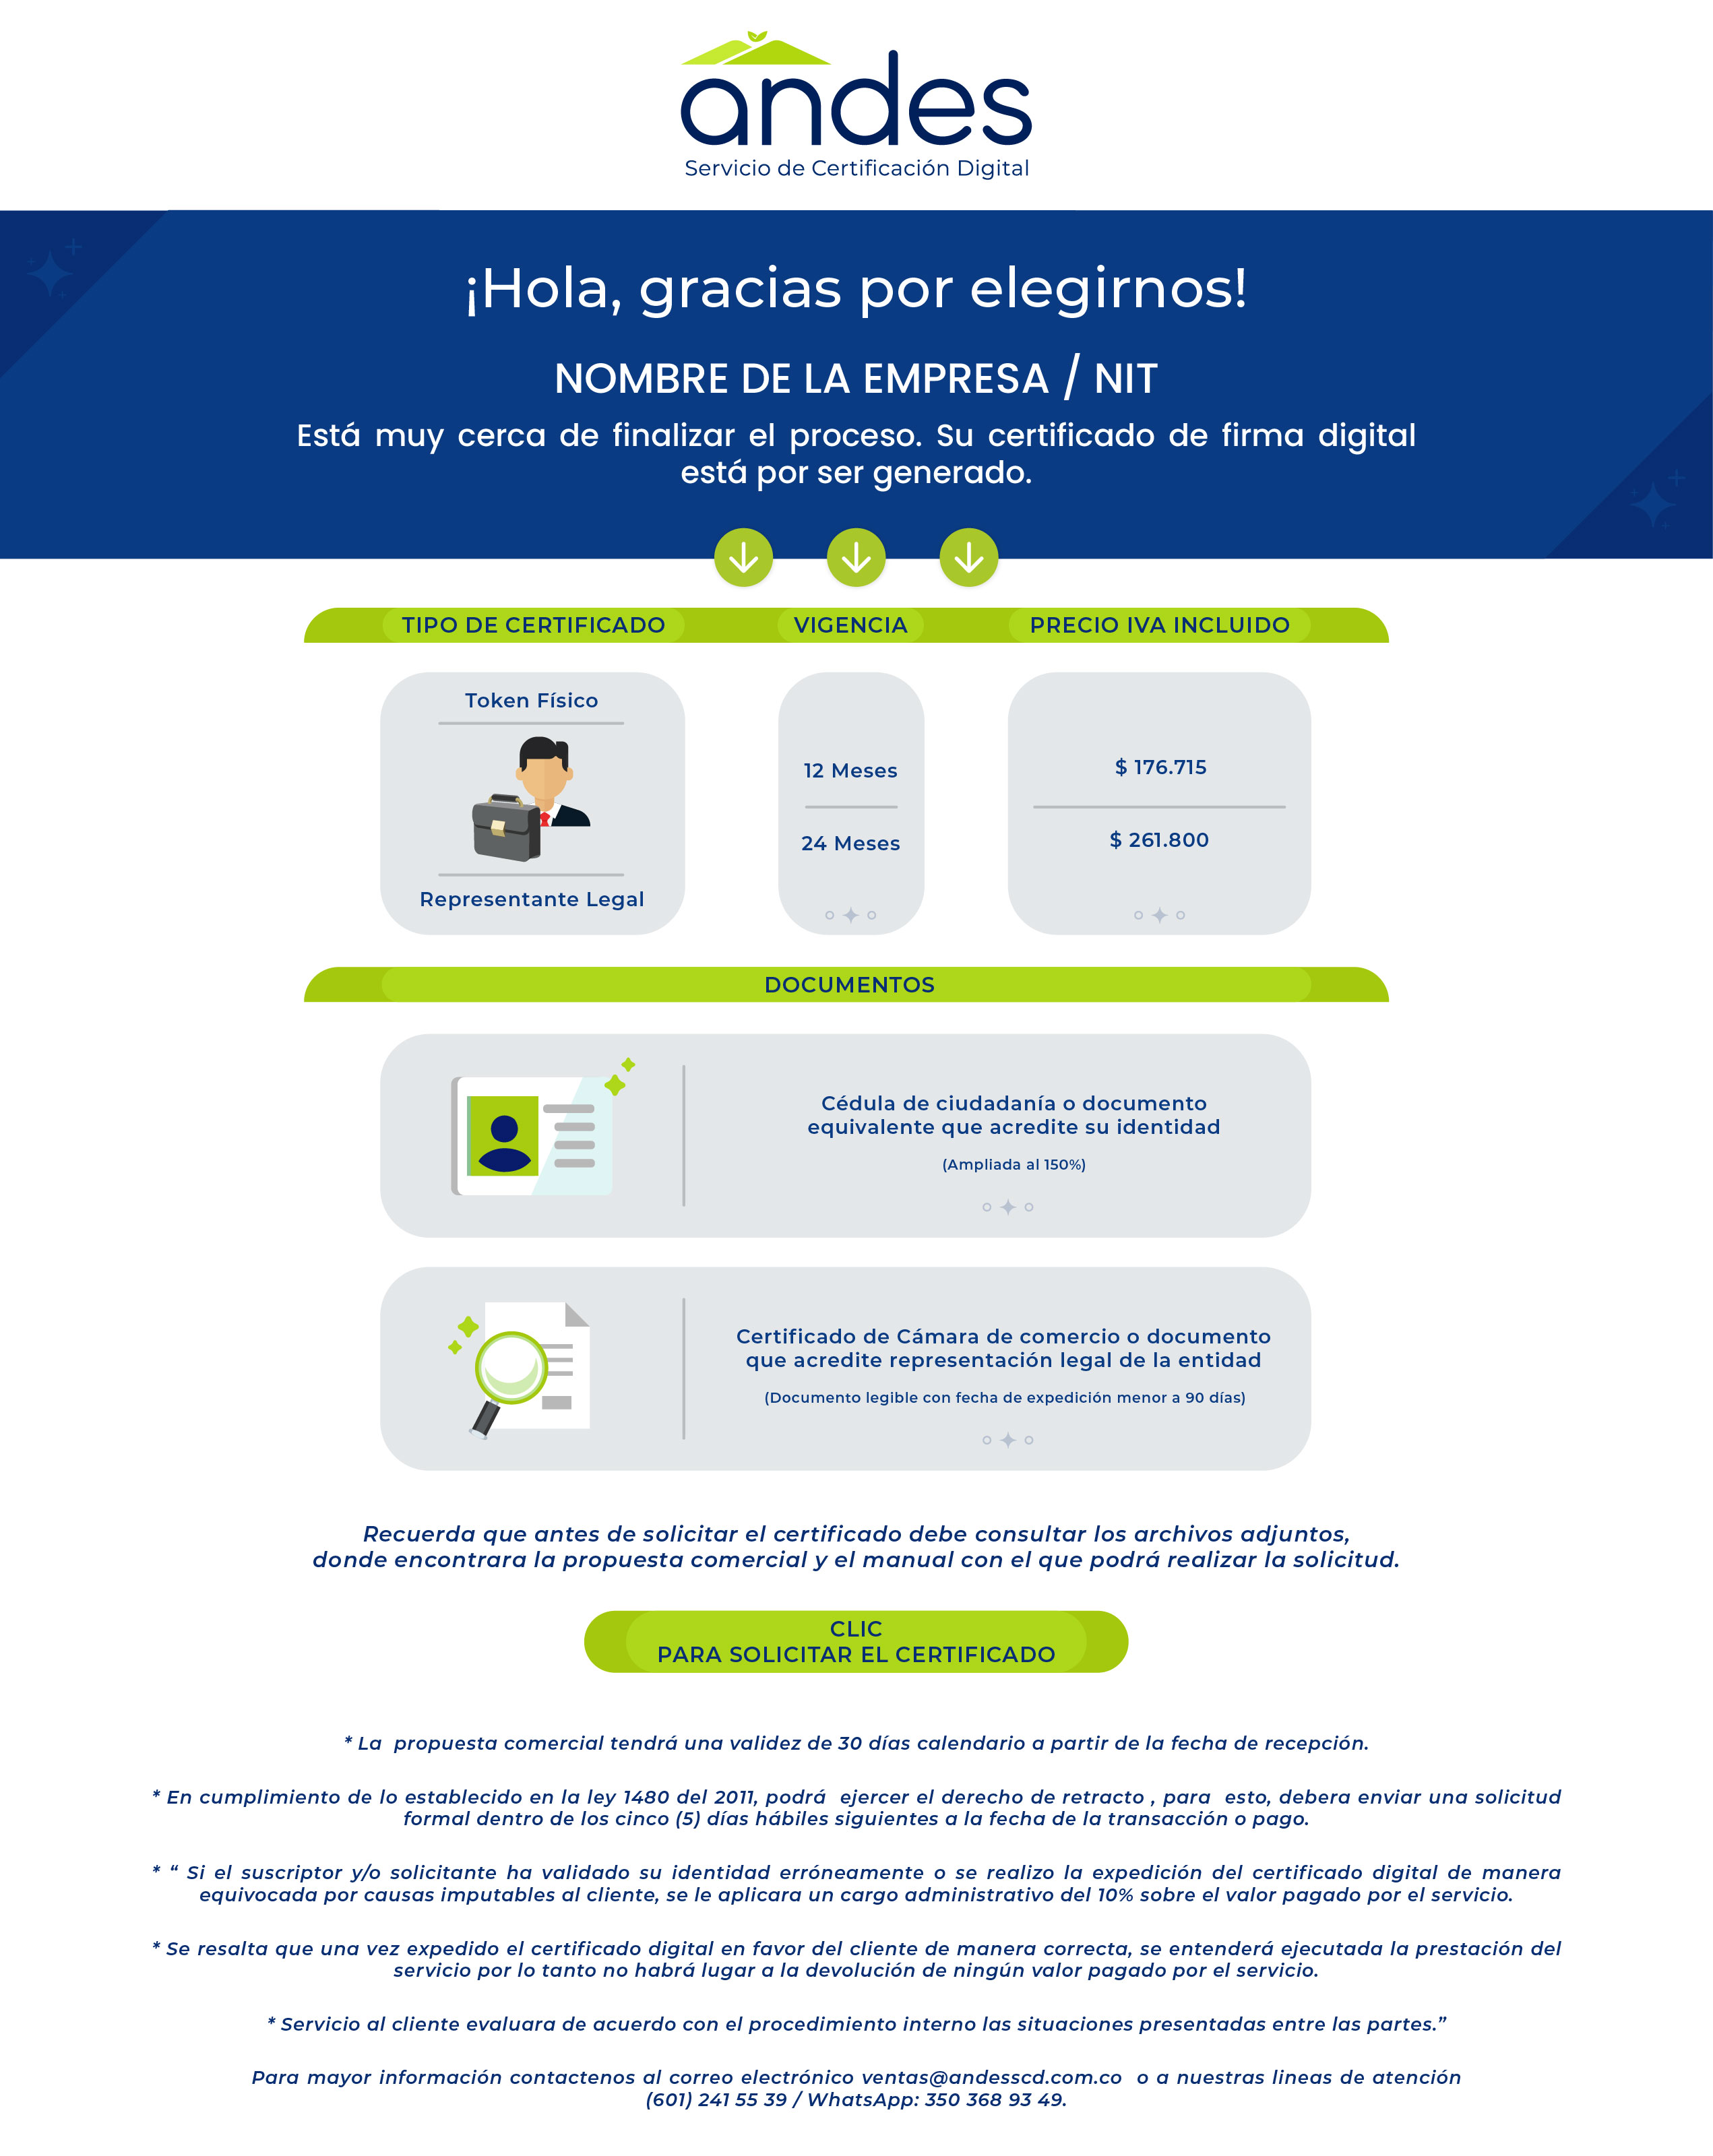 andes
Servicio de Certificación Digital
¡Hola, gracias por elegirnos!
NOMBRE DE LA EMPRESA / NIT
Está muy cerca de finalizar el proceso. Su certificado de firma digital
está por ser generado.
TIPO DE CERTIFICADO
VIGENCIA
PRECIO IVA INCLUIDO
Token Físico
Representante Legal
12 Meses
24 Meses
$ 176.715
$ 261.800
DOCUMENTOS
Cédula de ciudadanía o documento
equivalente que acredite su identidad
(Ampliada al 150%)
Certificado de Cámara de comercio o documento
que acredite representación legal de la entidad
(Documento legible con fecha de expedición menor a 90 días)
Recuerda que antes de solicitar el certificado debe consultar los archivos adjuntos,
donde encontrara la propuesta comercial y el manual con el que podrá realizar la solicitud.
CLIC
PARA SOLICITAR EL CERTIFICADO
* La  propuesta comercial tendrá una validez de 30 días calendario a partir de la fecha de recepción.
* En cumplimiento de lo establecido en la ley 1480 del 2011, podrá  ejercer el derecho de retracto , para  esto, debera enviar una solicitud
formal dentro de los cinco (5) días hábiles siguientes a la fecha de la transacción o pago.
* “ Si el suscriptor y/o solicitante ha validado su identidad erróneamente o se realizo la expedición del certificado digital de manera
equivocada por causas imputables al cliente, se le aplicara un cargo administrativo del 10% sobre el valor pagado por el servicio.
* Se resalta que una vez expedido el certificado digital en favor del cliente de manera correcta, se entenderá ejecutada la prestación del
servicio por lo tanto no habrá lugar a la devolución de ningún valor pagado por el servicio.
* Servicio al cliente evaluara de acuerdo con el procedimiento interno las situaciones presentadas entre las partes.”
Para mayor información contactenos al correo electrónico ventas@andesscd.com.co  o a nuestras lineas de atención
(601) 241 55 39 / WhatsApp: 350 368 93 49.